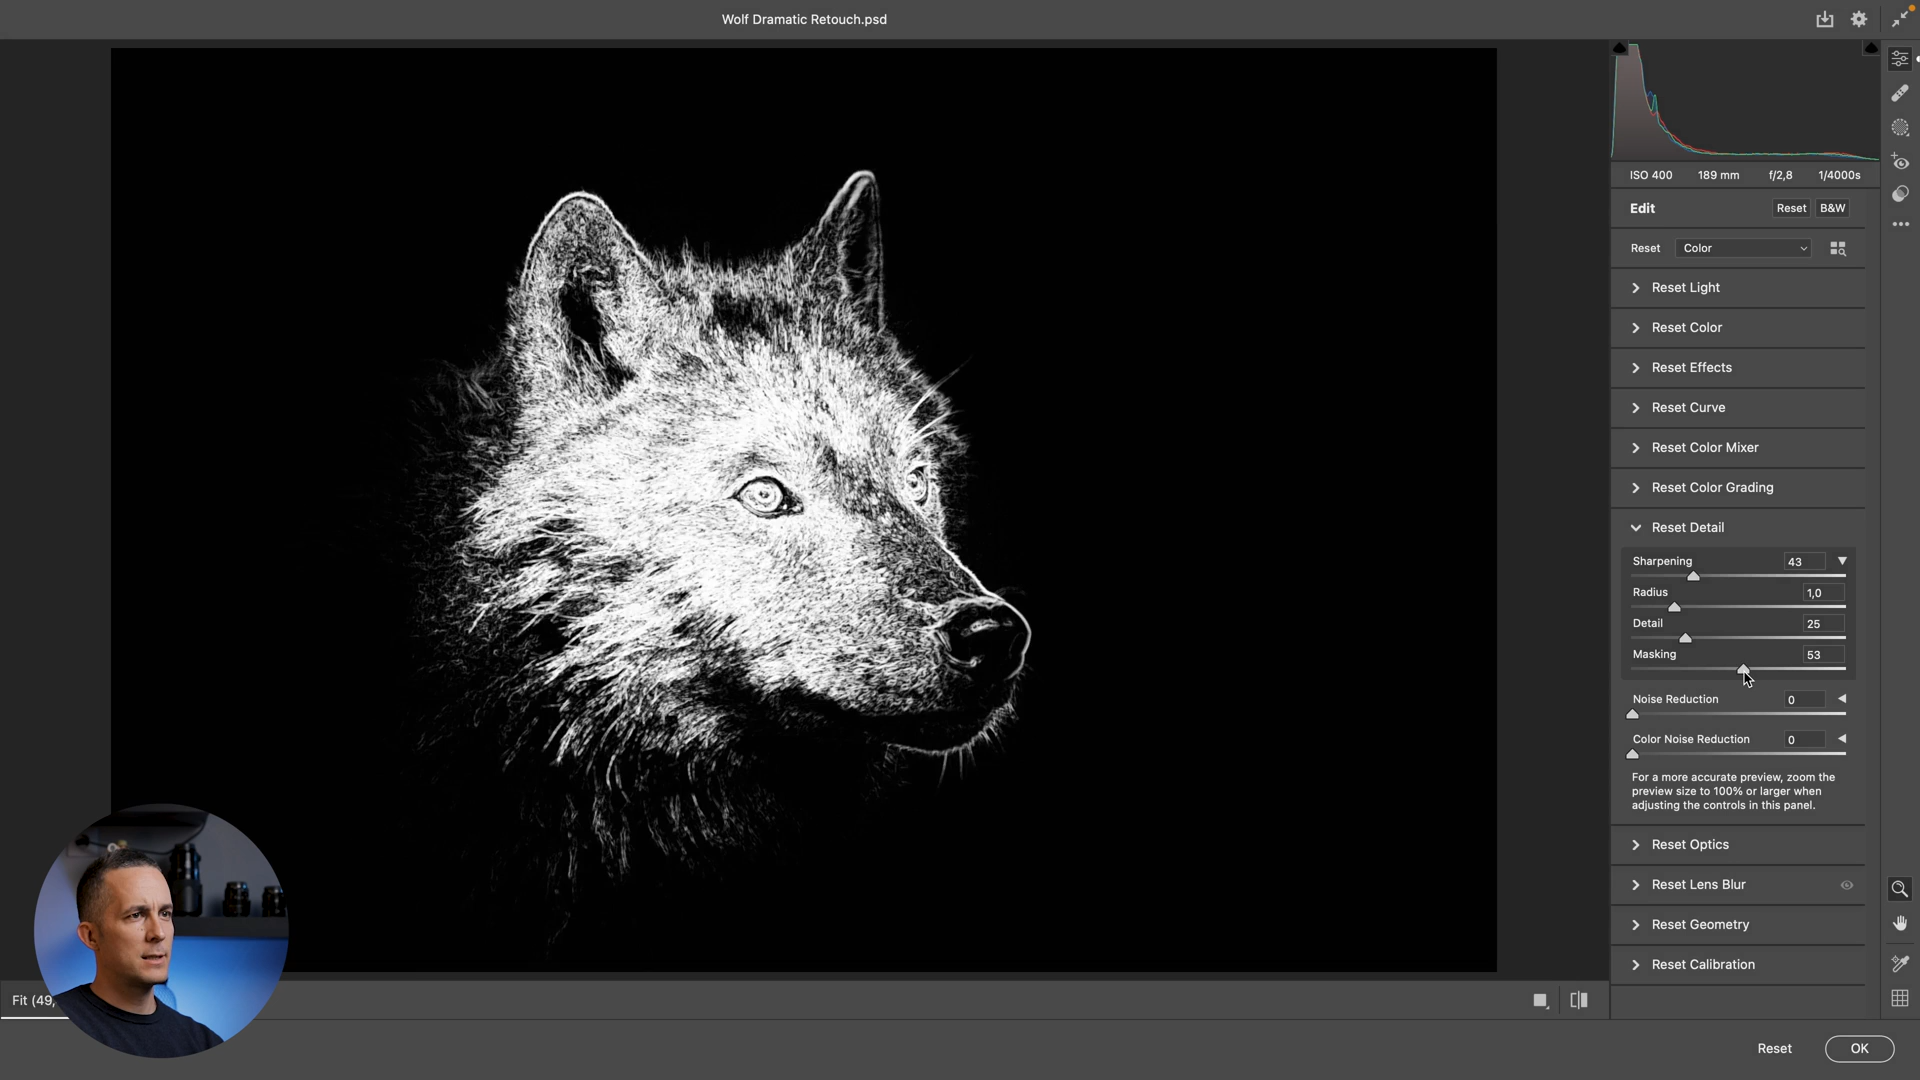 Wolf Dramatic Retouch.psd
ISO 400 189 mm f/2,8 1/4000s
Edit Reset B&W
Reset Color
Reset Light
Reset Color
Reset Effects
Reset Curve
Reset Color Mixer
Reset Color Grading
Reset Detail
Sharpening 43
Radius 1,0
Detail 25
Masking 53
Noise Reduction 0
Color Noise Reduction 0
For a more accurate preview, zoom the
preview size to 100% or larger when
adjusting the controls in this panel.
Reset Optics
Reset Lens Blur
Reset Geometry
Reset Calibration
Fit (49,
Reset OK